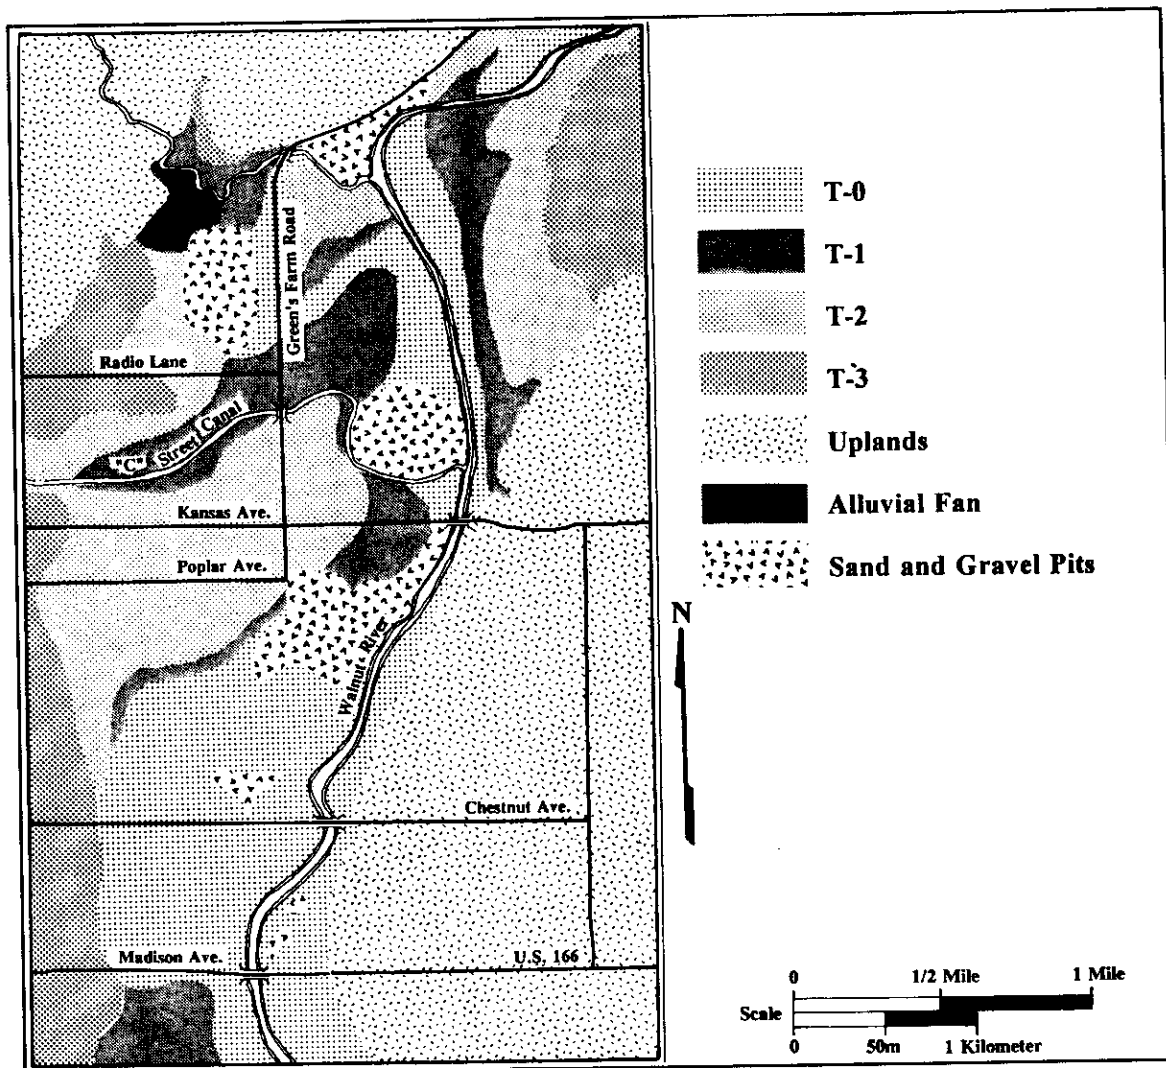 Green's Farm Road
Radio Lane
"C" Street Canal
Kansas Ave.
Poplar Ave.
Walnut River
Chestnut Ave.
Madison Ave.
U.S. 166
T-0
T-1
T-2
T-3
Uplands
Alluvial Fan
Sand and Gravel Pits
N
0 1/2 Mile 1 Mile
Scale
0 50m 1 Kilometer